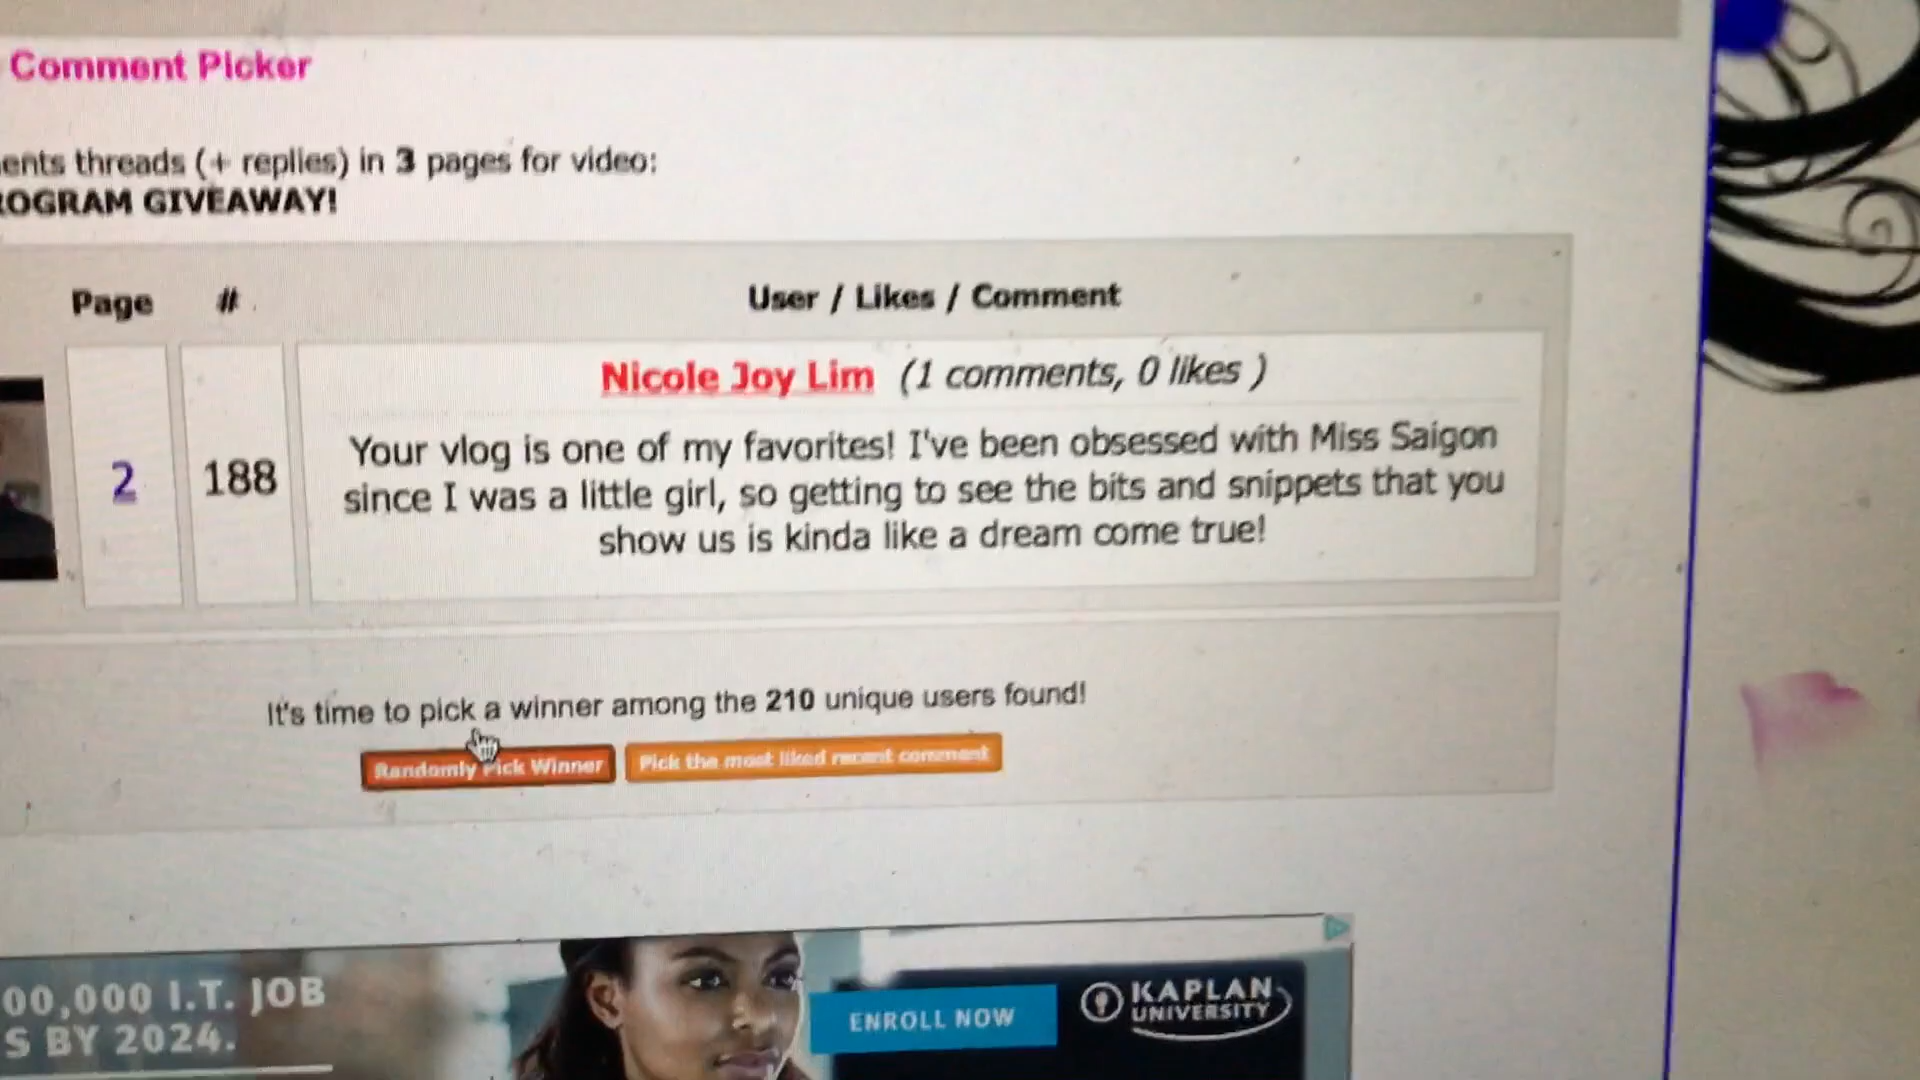 Comment Picker
ents threads (+ replies) in 3 pages for video:
ROGRAM GIVEAWAY!
Page # User / Likes / Comment
Nicole Joy Lim (1 comments, 0 likes )
2 188
Your vlog is one of my favorites! I've been obsessed with Miss Saigon
since I was a little girl, so getting to see the bits and snippets that you
show us is kinda like a dream come true!
It's time to pick a winner among the 210 unique users found!
Randomly Pick Winner Pick the most liked recent comment
00,000 I.T. JOB
S BY 2024.
ENROLL NOW
KAPLAN
UNIVERSITY